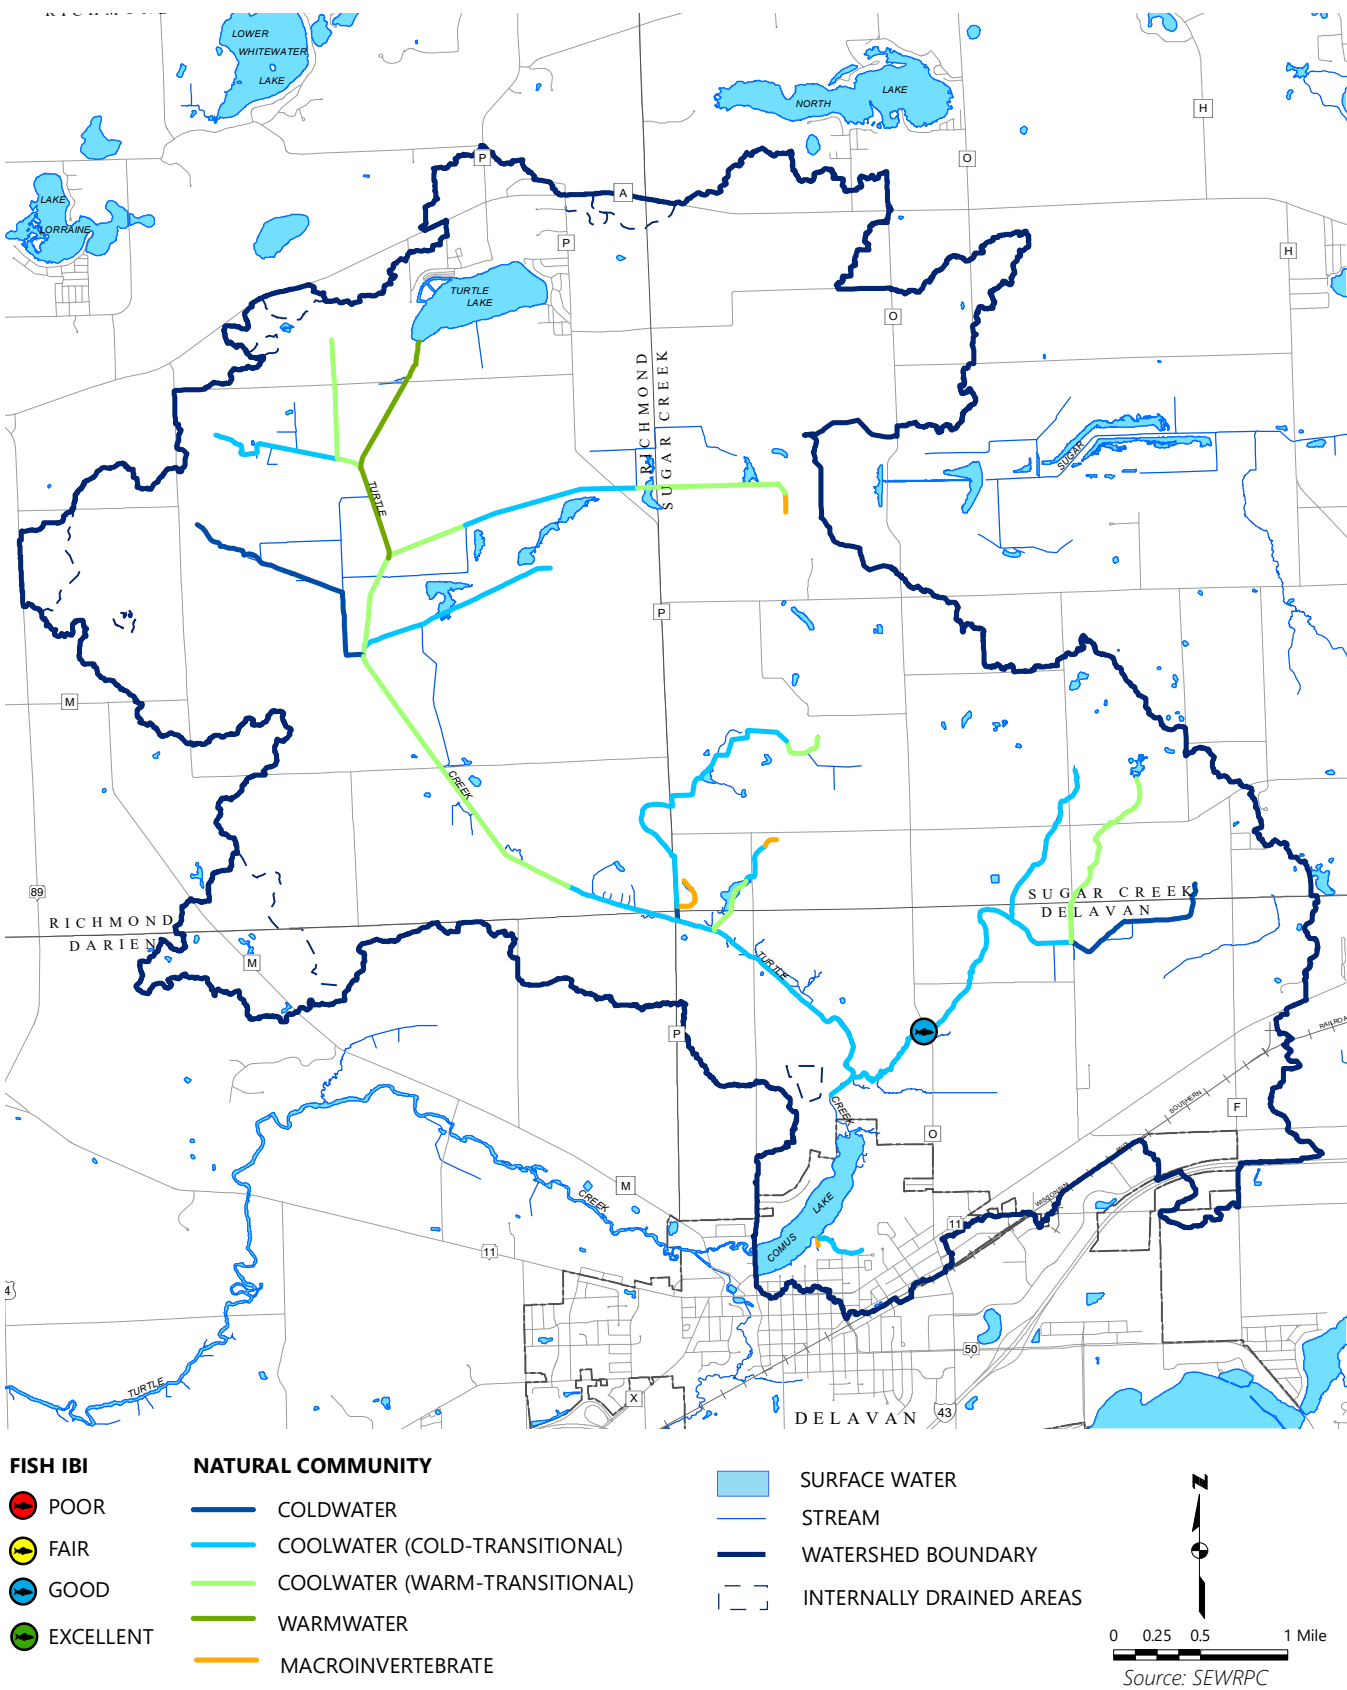 LOWER
WHITEWATER
LAKE
NORTH
LAKE
H
P
O
A
LAKE
LORRAINE
P
H
TURTLE
LAKE
O
RICHMOND
SUGAR CREEK
SUGAR
TURTLE
P
M
CREEK
89
SUGAR CREEK
DELAVAN
RICHMOND
DARIEN
M
TURTLE
P
CREEK
SOUTHERN
F
O
RR
M
CREEK
WISCONSIN
LAKE
11
COMUS
11
50
TURTLE
X
DELAVAN
43
FISH IBI
POOR
FAIR
GOOD
EXCELLENT
NATURAL COMMUNITY
COLDWATER
COOLWATER (COLD-TRANSITIONAL)
COOLWATER (WARM-TRANSITIONAL)
WARMWATER
MACROINVERTEBRATE
SURFACE WATER
STREAM
WATERSHED BOUNDARY
INTERNALLY DRAINED AREAS
N
0 0.25 0.5 1 Mile
Source: SEWRPC